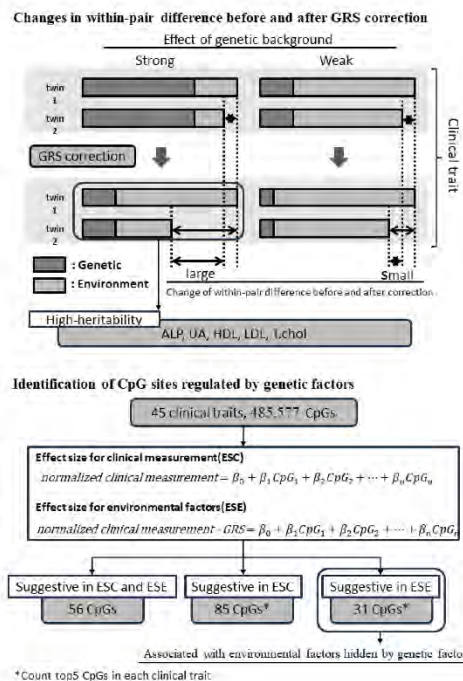 Changes in within-pair difference before and after GRS correction
Effect of genetic background
Strong
Weak
twin 1
twin 2
Clinical trait
GRS correction
twin 1
twin 2
large
Small
: Genetic
: Environment
Change of within-pair difference before and after correction
High-heritability
ALP, UA, HDL, LDL, T.chol
Identification of CpG sites regulated by genetic factors
45 clinical traits, 485,577 CpGs
Effect size for clinical measurement(ESC)
normalized clinical measurement = β₀ + β₁CpG₁ + β₂CpG₂ + ⋯ + βₙCpGₙ
Effect size for environmental factors(ESE)
normalized clinical measurement - GRS = β₀ + β₁CpG₁ + β₂CpG₂ + ⋯ + βₙCpGₙ
Suggestive in ESC and ESE
56 CpGs
Suggestive in ESC
85 CpGs*
Suggestive in ESE
31 CpGs*
Associated with environmental factors hidden by genetic facto
*Count top5 CpGs in each clinical trait